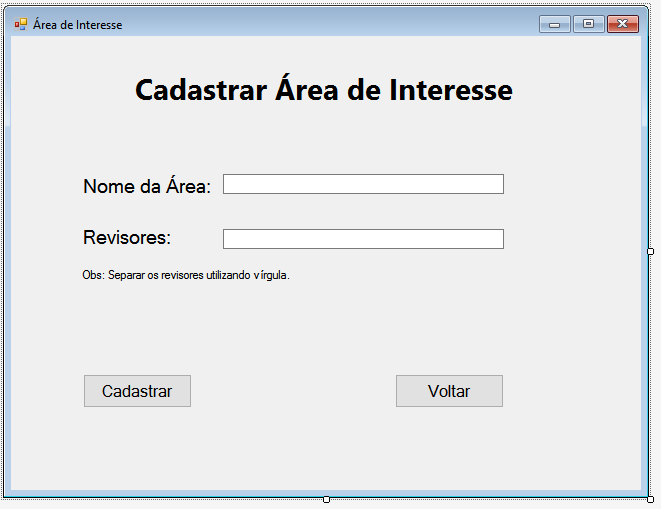 Área de Interesse
Cadastrar Área de Interesse
Nome da Área:
Revisores:
Obs: Separar os revisores utilizando vírgula.
Cadastrar
Voltar